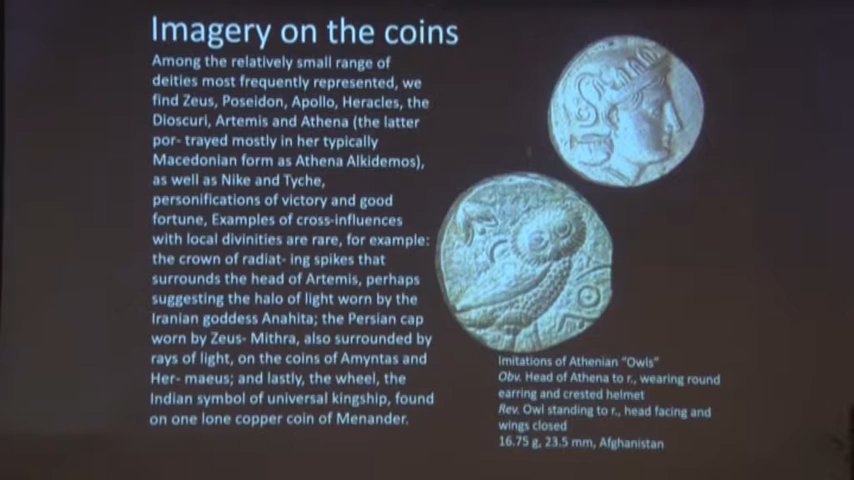 Imagery on the coins
Among the relatively small range of
deities most frequently represented, we
find Zeus, Poseidon, Apollo, Heracles, the
Dioscuri, Artemis and Athena (the latter
por- trayed mostly in her typically
Macedonian form as Athena Alkidemos),
as well as Nike and Tyche,
personifications of victory and good
fortune, Examples of cross-influences
with local divinities are rare, for example:
the crown of radiat- ing spikes that
surrounds the head of Artemis, perhaps
suggesting the halo of light worn by the
Iranian goddess Anahita; the Persian cap
worn by Zeus- Mithra, also surrounded by
rays of light, on the coins of Amyntas and
Her- maeus; and lastly, the wheel, the
Indian symbol of universal kingship, found
on one lone copper coin of Menander.
Imitations of Athenian "Owls"
Obv. Head of Athena to r., wearing round
earring and crested helmet
Rev. Owl standing to r., head facing and
wings closed
16.75 g, 23.5 mm, Afghanistan